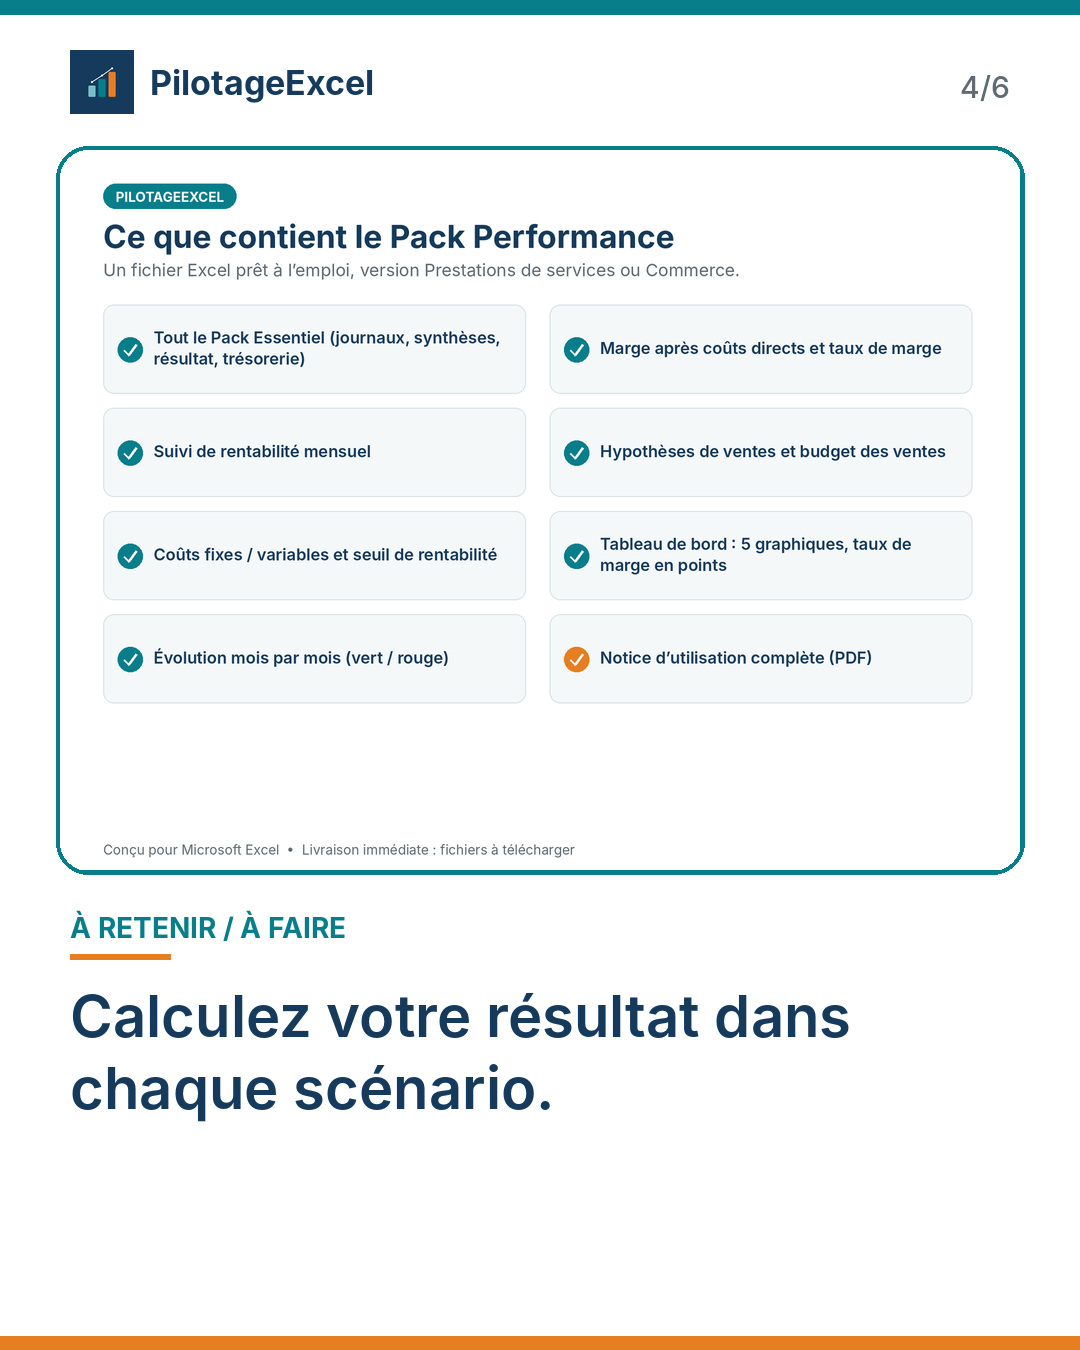 PilotageExcel
4/6
PILOTAGEEXCEL
Ce que contient le Pack Performance
Un fichier Excel prêt à l’emploi, version Prestations de services ou Commerce.
Tout le Pack Essentiel (journaux, synthèses,
résultat, trésorerie)
Marge après coûts directs et taux de marge
Suivi de rentabilité mensuel
Hypothèses de ventes et budget des ventes
Coûts fixes / variables et seuil de rentabilité
Tableau de bord : 5 graphiques, taux de
marge en points
Évolution mois par mois (vert / rouge)
Notice d’utilisation complète (PDF)
Conçu pour Microsoft Excel • Livraison immédiate : fichiers à télécharger
À RETENIR / À FAIRE
Calculez votre résultat dans
chaque scénario.